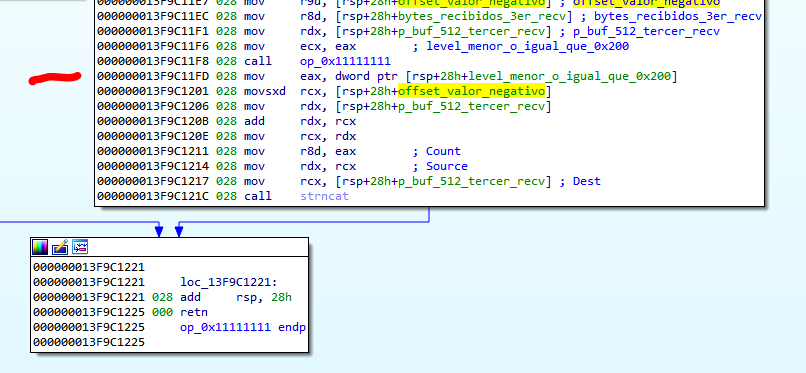 000000013F9C11E7 028 mov r9d, [rsp+28h+offset_valor_negativo] ; offset_valor_negativo
000000013F9C11EC 028 mov r8d, [rsp+28h+bytes_recibidos_3er_recv] ; bytes_recibidos_3er_recv
000000013F9C11F1 028 mov rdx, [rsp+28h+p_buf_512_tercer_recv] ; p_buf_512_tercer_recv
000000013F9C11F6 028 mov ecx, eax ; level_menor_o_igual_que_0x200
000000013F9C11F8 028 call op_0x11111111
000000013F9C11FD 028 mov eax, dword ptr [rsp+28h+level_menor_o_igual_que_0x200]
000000013F9C1201 028 movsxd rcx, [rsp+28h+offset_valor_negativo]
000000013F9C1206 028 mov rdx, [rsp+28h+p_buf_512_tercer_recv]
000000013F9C120B 028 add rdx, rcx
000000013F9C120E 028 mov rcx, rdx
000000013F9C1211 028 mov r8d, eax ; Count
000000013F9C1214 028 mov rdx, rcx ; Source
000000013F9C1217 028 mov rcx, [rsp+28h+p_buf_512_tercer_recv] ; Dest
000000013F9C121C 028 call strncat
000000013F9C1221
000000013F9C1221 loc_13F9C1221:
000000013F9C1221 028 add rsp, 28h
000000013F9C1225 000 retn
000000013F9C1225 op_0x11111111 endp
000000013F9C1225